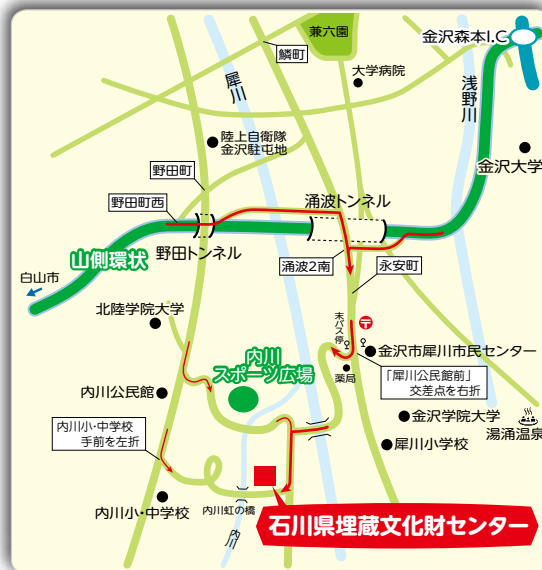 兼六園
金沢森本I.C
鱗町
大学病院
犀川
浅野川
陸上自衛隊
金沢駐屯地
金沢大学
野田町
野田町西
涌波トンネル
山側環状
野田トンネル
涌波2南
永安町
白山市
北陸学院大学
末バス停
内川
スポーツ広場
金沢市犀川市民センター
薬局
内川公民館
「犀川公民館前」
交差点を右折
金沢学院大学
湯涌温泉
内川小・中学校
手前を左折
犀川小学校
内川小・中学校
内川虹の橋
内川
石川県埋蔵文化財センター